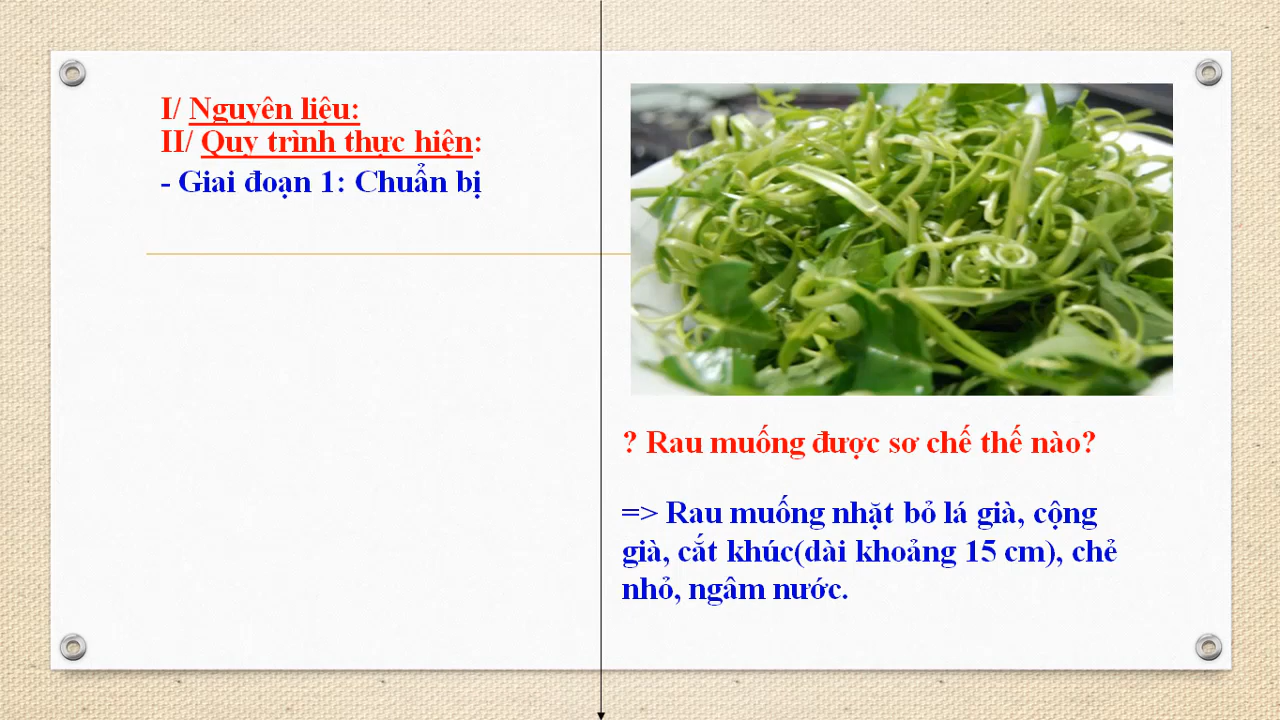 I/ Nguyên liệu:
II/ Quy trình thực hiện:
- Giai đoạn 1: Chuẩn bị
? Rau muống được sơ chế thế nào?
=> Rau muống nhặt bỏ lá già, cộng
già, cắt khúc(dài khoảng 15 cm), chẻ
nhỏ, ngâm nước.